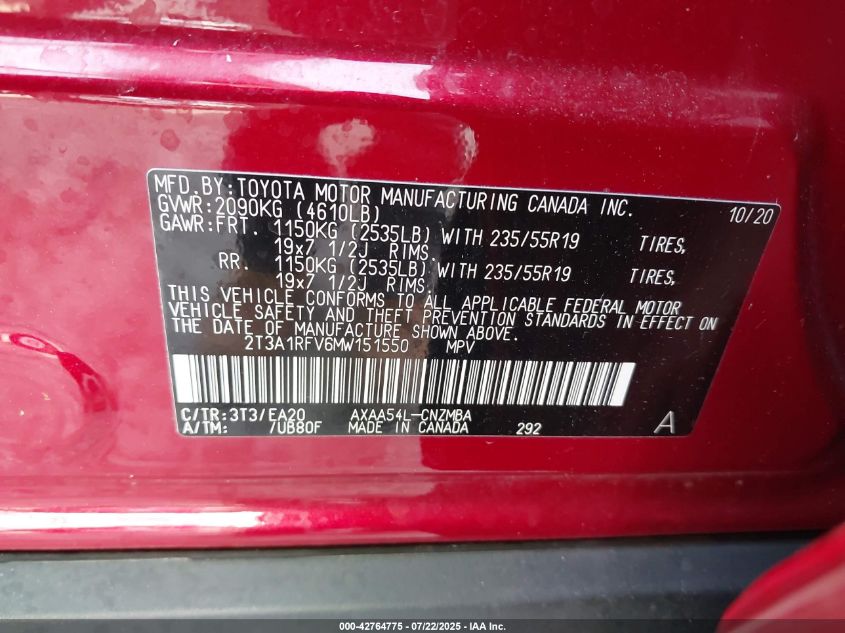 MFD.BY:TOYOTA MOTOR MANUFACTURING CANADA INC. 10/20
GVWR:2090KG (4610LB)
GAWR:FRT. 1150KG (2535LB) WITH 235/55R19 TIRES,
19x7 1/2J RIMS.
RR. 1150KG (2535LB) WITH 235/55R19 TIRES,
19x7 1/2J RIMS.
THIS VEHICLE CONFORMS TO ALL APPLICABLE FEDERAL MOTOR
VEHICLE SAFETY AND THEFT PREVENTION STANDARDS IN EFFECT ON
THE DATE OF MANUFACTURE SHOWN ABOVE.
2T3A1RFV6MW151550 MPV
C/TR:3T3/EA20 AXAA54L-CNZMBA
A/TM: /UB80F MADE IN CANADA 292 A
000-42764775 - 07/22/2025 - IAA Inc.